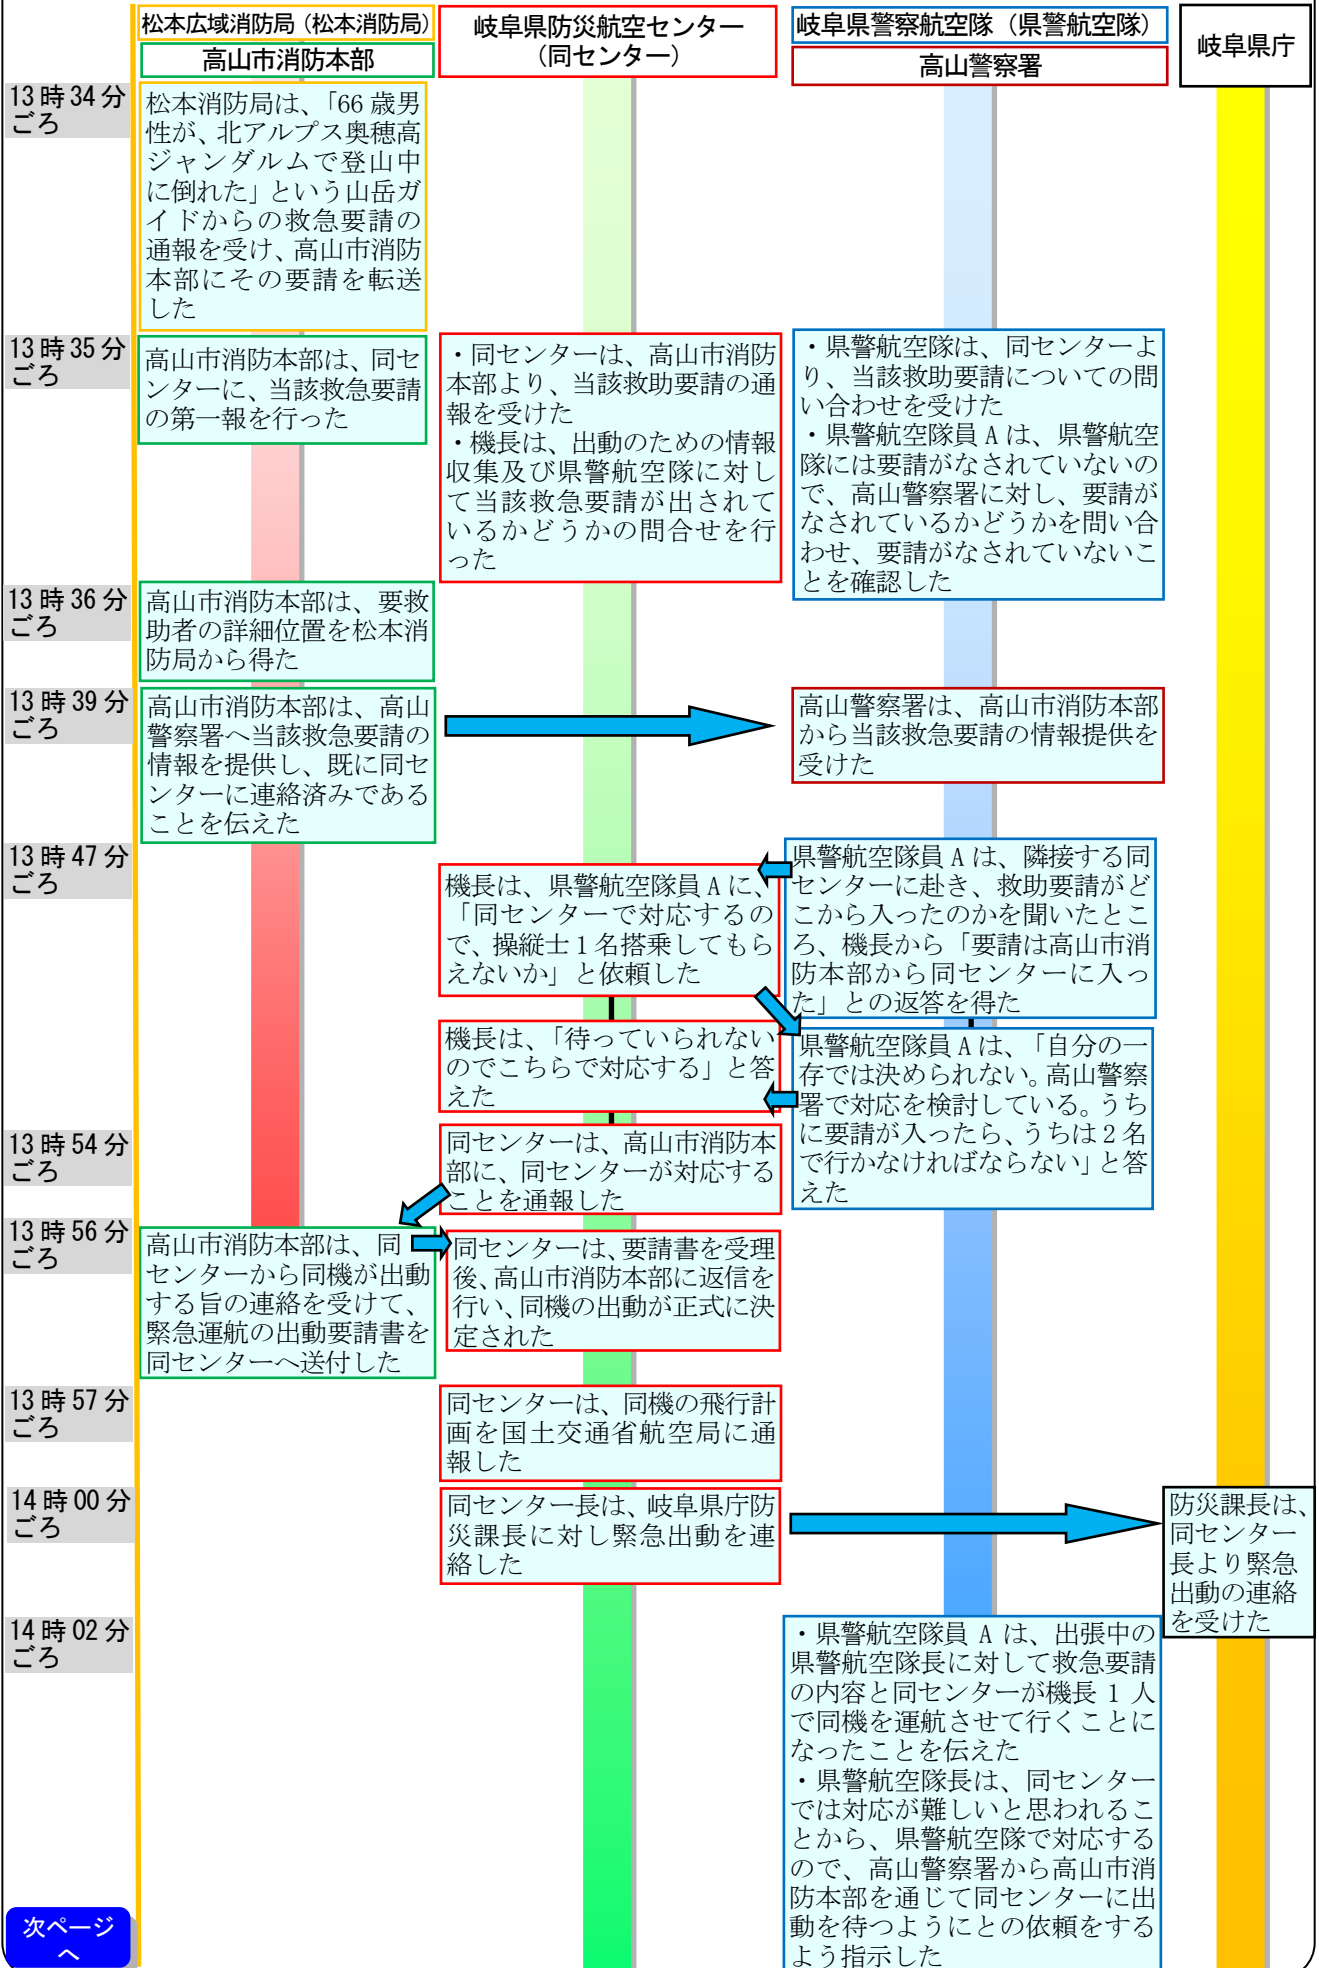 松本広域消防局（松本消防局）
高山市消防本部
岐阜県防災航空センター
（同センター）
岐阜県警察航空隊（県警航空隊）
高山警察署
岐阜県庁
13時34分
ごろ
松本消防局は、「66歳男
性が、北アルプス奥穂高
ジャンダルムで登山中
に倒れた」という山岳ガ
イドからの救急要請の
通報を受け、高山市消防
本部にその要請を転送
した
13時35分
ごろ
高山市消防本部は、同セ
ンターに、当該救急要請
の第一報を行った
・同センターは、高山市消防
本部より、当該救助要請の通
報を受けた
・機長は、出動のための情報
収集及び県警航空隊に対し
て当該救急要請が出されて
いるかどうかの問合せを行
った
・県警航空隊は、同センターよ
り、当該救助要請についての問
い合わせを受けた
・県警航空隊員Aは、県警航空
隊には要請がなされていないの
で、高山警察署に対し、要請が
なされているかどうかを問い合
わせ、要請がなされていないこ
とを確認した
13時36分
ごろ
高山市消防本部は、要救
助者の詳細位置を松本消
防局から得た
13時39分
ごろ
高山市消防本部は、高山
警察署へ当該救急要請の
情報を提供し、既に同セ
ンターに連絡済みである
ことを伝えた
高山警察署は、高山市消防本部
から当該救急要請の情報提供を
受けた
13時47分
ごろ
県警航空隊員Aは、隣接する同
センターに赴き、救助要請がど
こから入ったのかを聞いたとこ
ろ、機長から「要請は高山市消
防本部から同センターに入っ
た」との返答を得た
機長は、県警航空隊員Aに、
「同センターで対応するの
で、操縦士1名搭乗してもら
えないか」と依頼した
県警航空隊員Aは、「自分の一
存では決められない。高山警察
署で対応を検討している。うち
に要請が入ったら、うちは2名
で行かなければならない」と答
えた
機長は、「待っていられない
のでこちらで対応する」と答
えた
13時54分
ごろ
同センターは、高山市消防本
部に、同センターが対応する
ことを通報した
13時56分
ごろ
高山市消防本部は、同
センターから同機が出動
する旨の連絡を受けて、
緊急運航の出動要請書を
同センターへ送付した
同センターは、要請書を受理
後、高山市消防本部に返信を
行い、同機の出動が正式に決
定された
13時57分
ごろ
同センターは、同機の飛行計
画を国土交通省航空局に通
報した
14時00分
ごろ
同センター長は、岐阜県庁防
災課長に対し緊急出動を連
絡した
防災課長は、
同センター
長より緊急
出動の連絡
を受けた
14時02分
ごろ
・県警航空隊員Aは、出張中の
県警航空隊長に対して救急要請
の内容と同センターが機長1人
で同機を運航させて行くことに
なったことを伝えた
・県警航空隊長は、同センター
では対応が難しいと思われるこ
とから、県警航空隊で対応する
ので、高山警察署から高山市消
防本部を通じて同センターに出
動を待つようにとの依頼をする
よう指示した
次ページ
へ